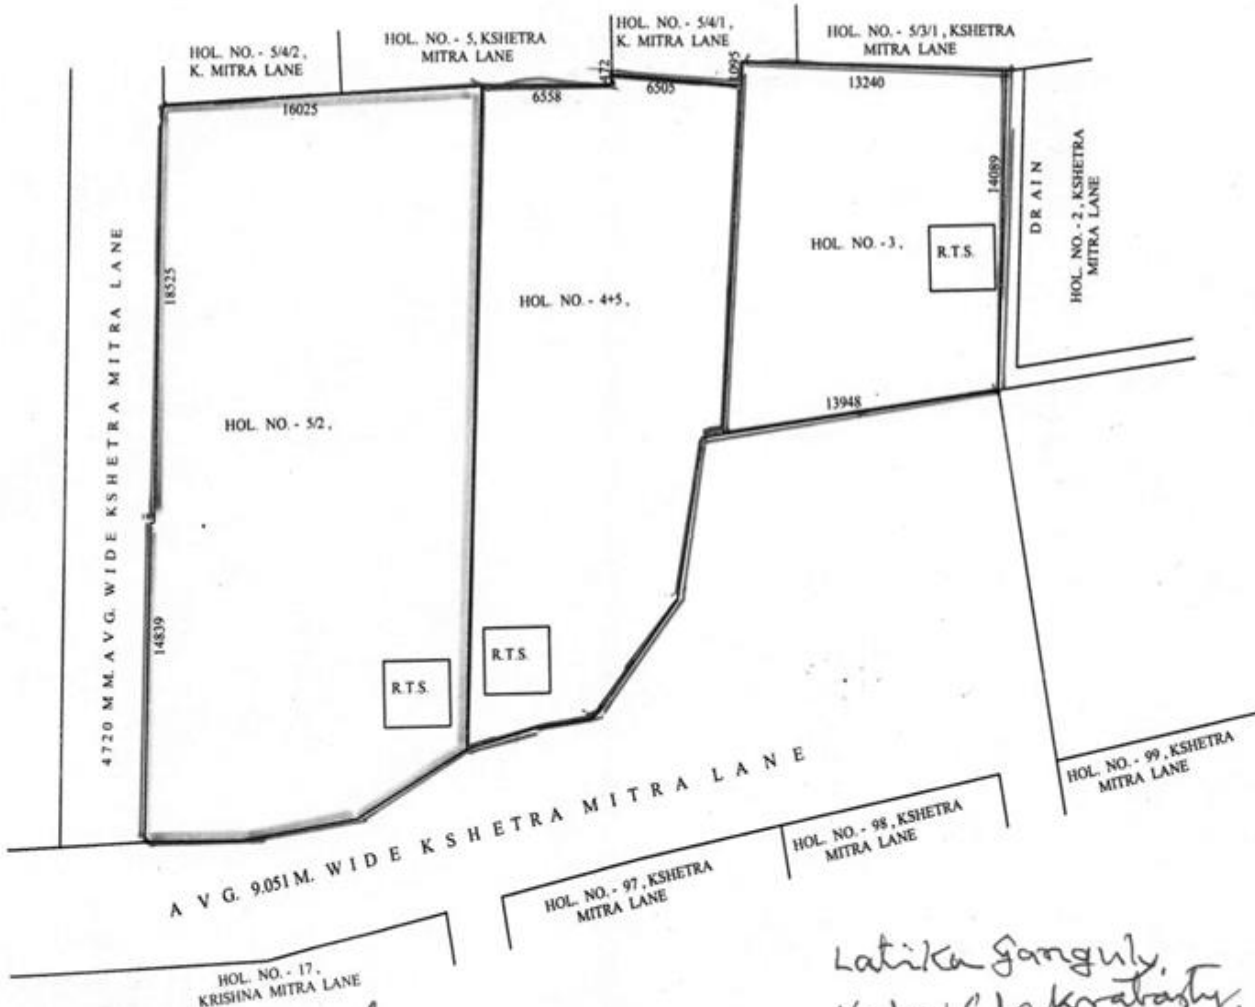 HOL. NO. - 5/4/2,
K. MITRA LANE
HOL. NO. - 5, KSHETRA
MITRA LANE
HOL. NO. - 5/4/1,
K. MITRA LANE
HOL. NO. - 5/3/1, KSHETRA
MITRA LANE
16025
6558
472
6505
1095
13240
14089
DRAIN
HOL. NO. - 2, KSHETRA
MITRA LANE
18525
HOL. NO. - 5/2,
HOL. NO. - 4+5,
HOL. NO. - 3,
R.T.S.
13948
4720 MM. AVG. WIDE KSHETRA MITRA LANE
14839
R.T.S.
R.T.S.
AVG. 9.051 M. WIDE KSHETRA MITRA LANE
HOL. NO. - 99, KSHETRA
MITRA LANE
HOL. NO. - 98, KSHETRA
MITRA LANE
HOL. NO. - 97, KSHETRA
MITRA LANE
HOL. NO. - 17,
KRISHNA MITRA LANE
Latika Ganguly,